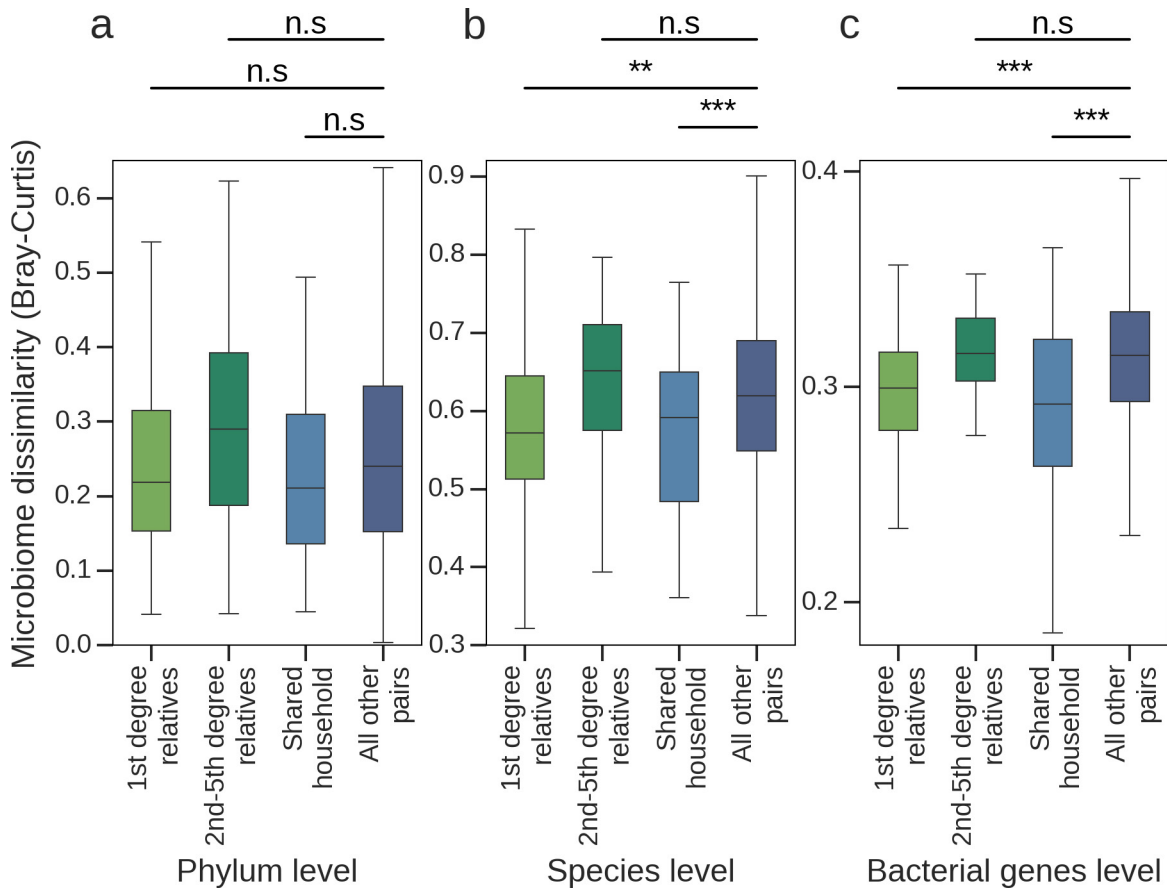 a
n.s
n.s
n.s
b
n.s
**
***
c
n.s
***
***
Microbiome dissimilarity (Bray-Curtis)
0.6
0.5
0.4
0.3
0.2
0.1
0.0
1st degree
relatives
2nd-5th degree
relatives
Shared
household
All other
pairs
Phylum level
0.9
0.8
0.7
0.6
0.5
0.4
0.3
1st degree
relatives
2nd-5th degree
relatives
Shared
household
All other
pairs
Species level
0.4
0.3
0.2
1st degree
relatives
2nd-5th degree
relatives
Shared
household
All other
pairs
Bacterial genes level